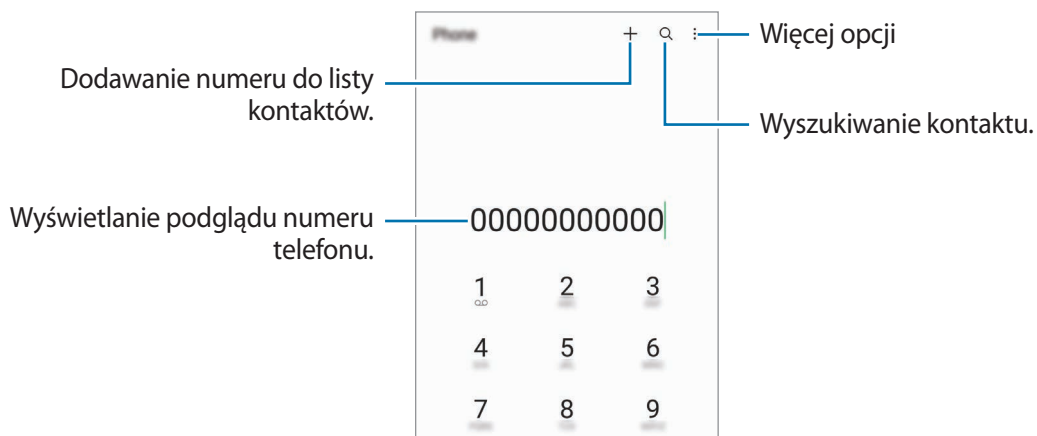 Phone
Więcej opcji
Dodawanie numeru do listy
kontaktów.
Wyszukiwanie kontaktu.
Wyświetlanie podglądu numeru
telefonu.
00000000000
1 2 3
4 5 6
7 8 9